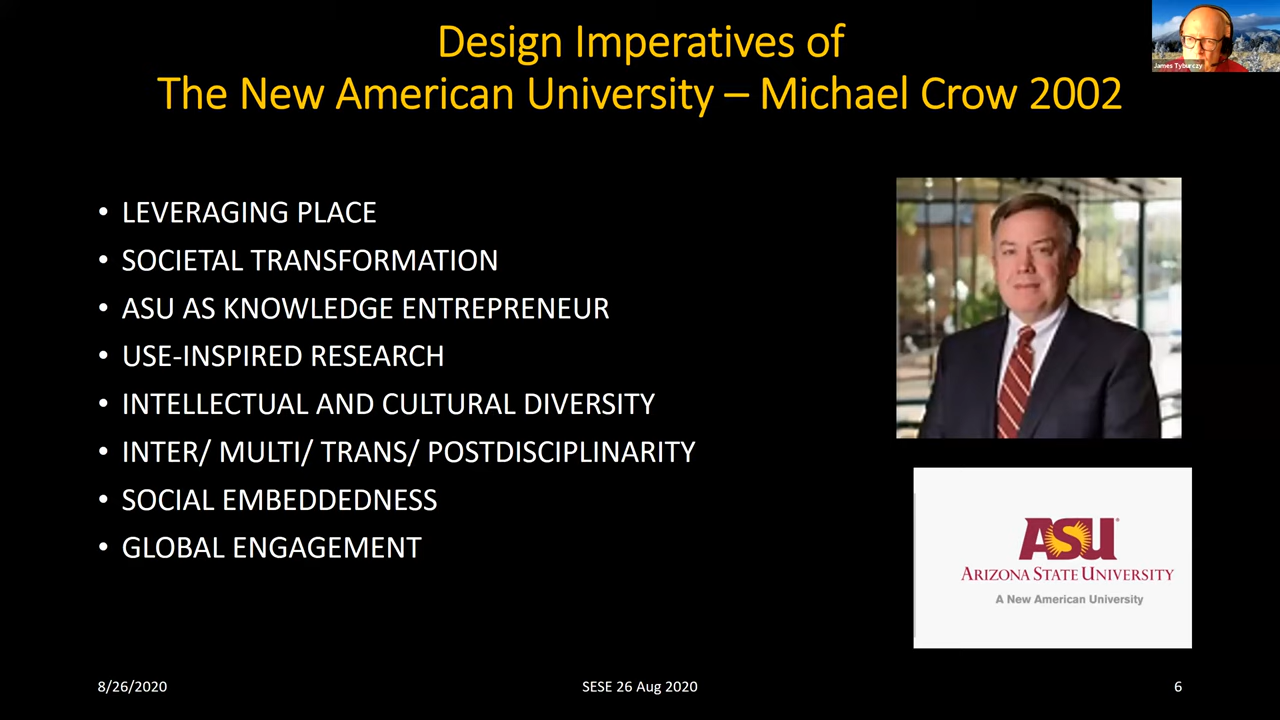 Design Imperatives of
The New American University – Michael Crow 2002
James Tyburczy
• LEVERAGING PLACE
• SOCIETAL TRANSFORMATION
• ASU AS KNOWLEDGE ENTREPRENEUR
• USE-INSPIRED RESEARCH
• INTELLECTUAL AND CULTURAL DIVERSITY
• INTER/ MULTI/ TRANS/ POSTDISCIPLINARITY
• SOCIAL EMBEDDEDNESS
• GLOBAL ENGAGEMENT
ASU
ARIZONA STATE UNIVERSITY
A New American University
8/26/2020 SESE 26 Aug 2020 6